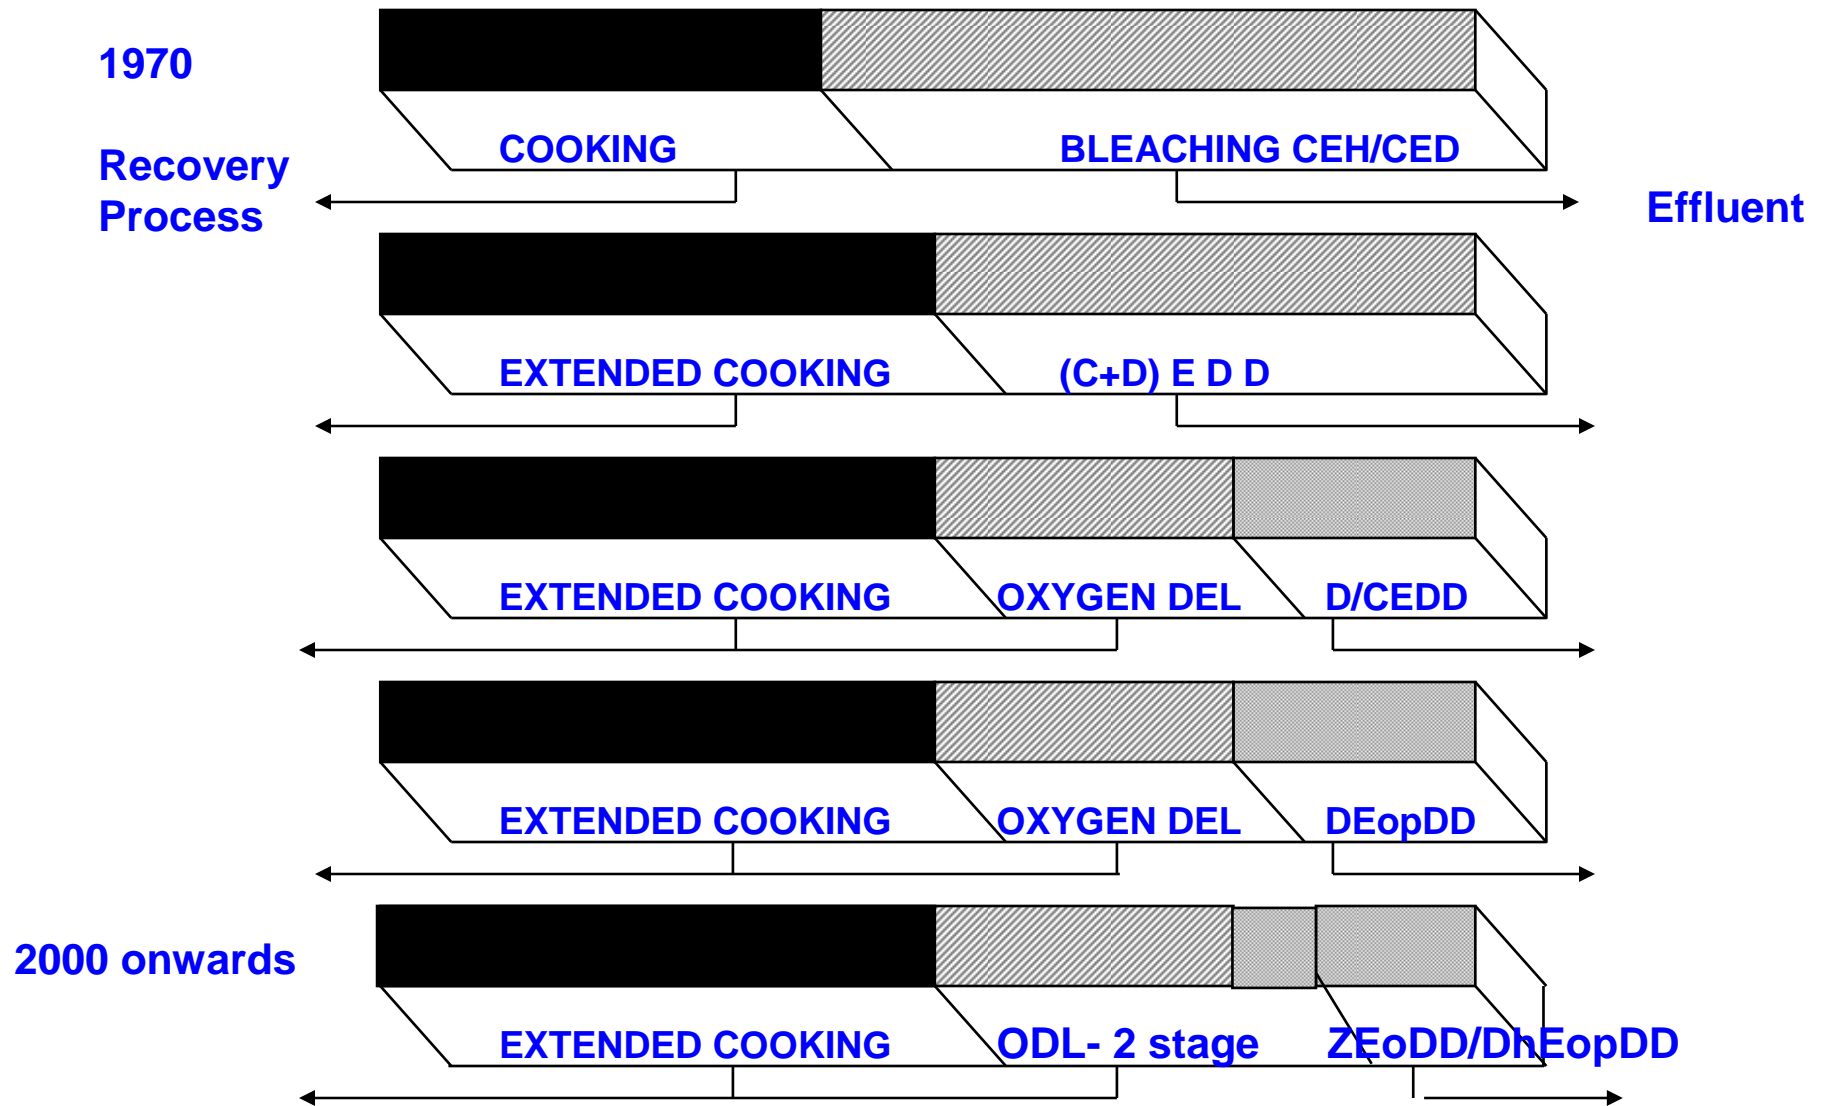 1970
COOKING
BLEACHING CEH/CED
Recovery
Process
Effluent
EXTENDED COOKING
(C+D) E D D
EXTENDED COOKING
OXYGEN DEL
D/CEDD
EXTENDED COOKING
OXYGEN DEL
DEopDD
2000 onwards
EXTENDED COOKING
ODL- 2 stage
ZEoDD/DhEopDD